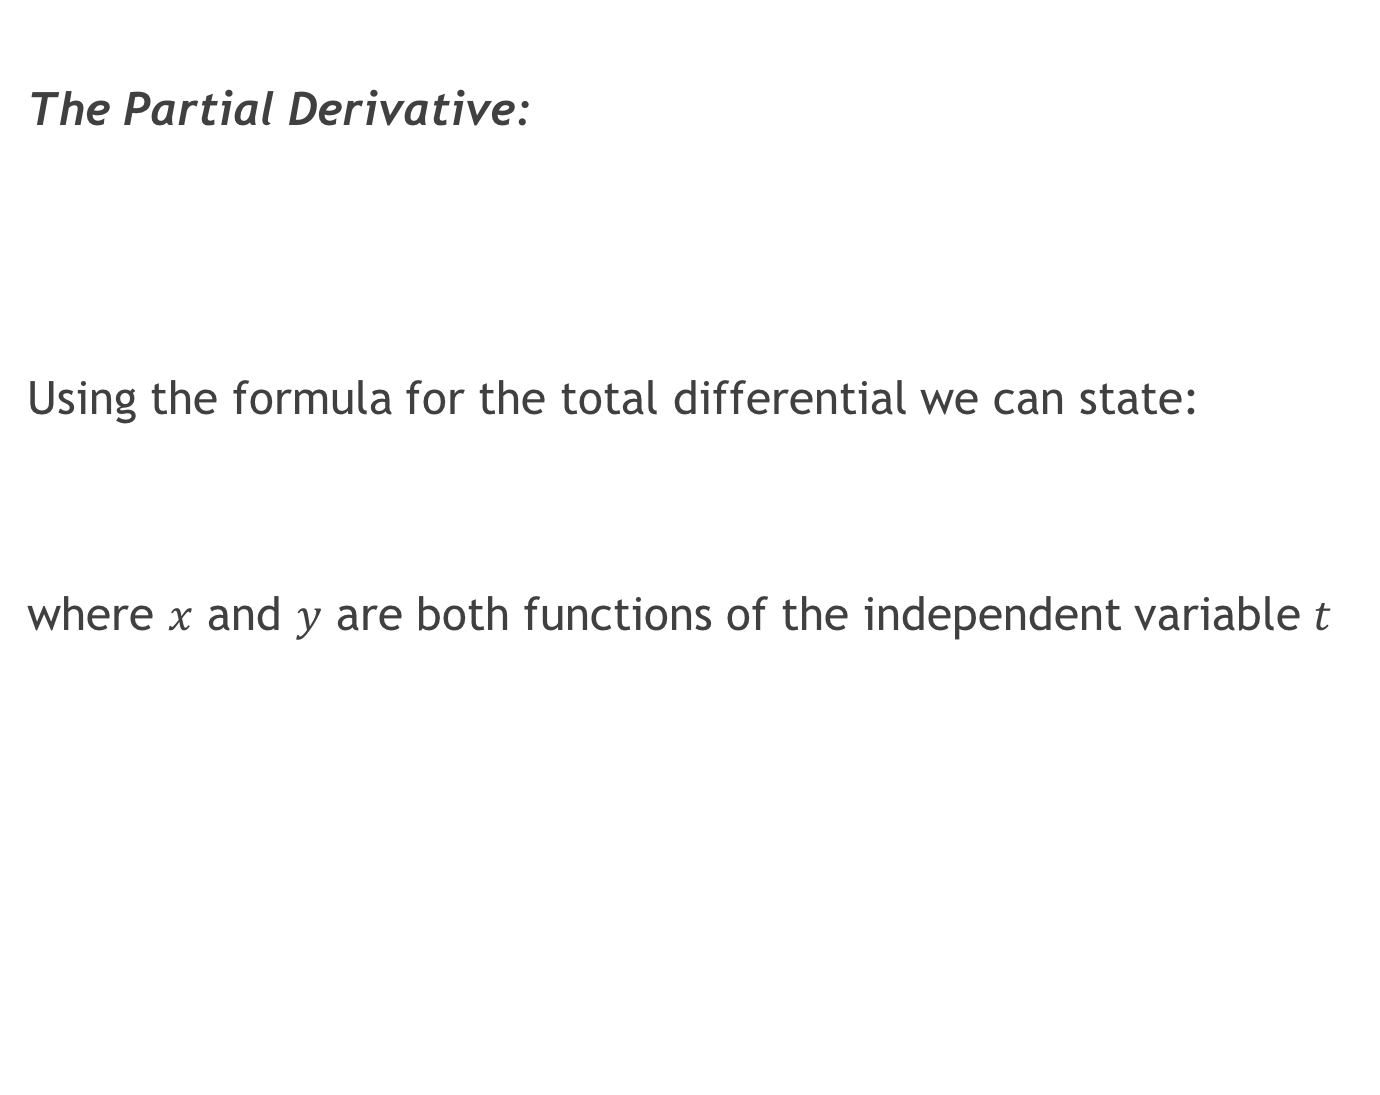 The Partial Derivative:
Using the formula for the total differential we can state:
where x and y are both functions of the independent variable t